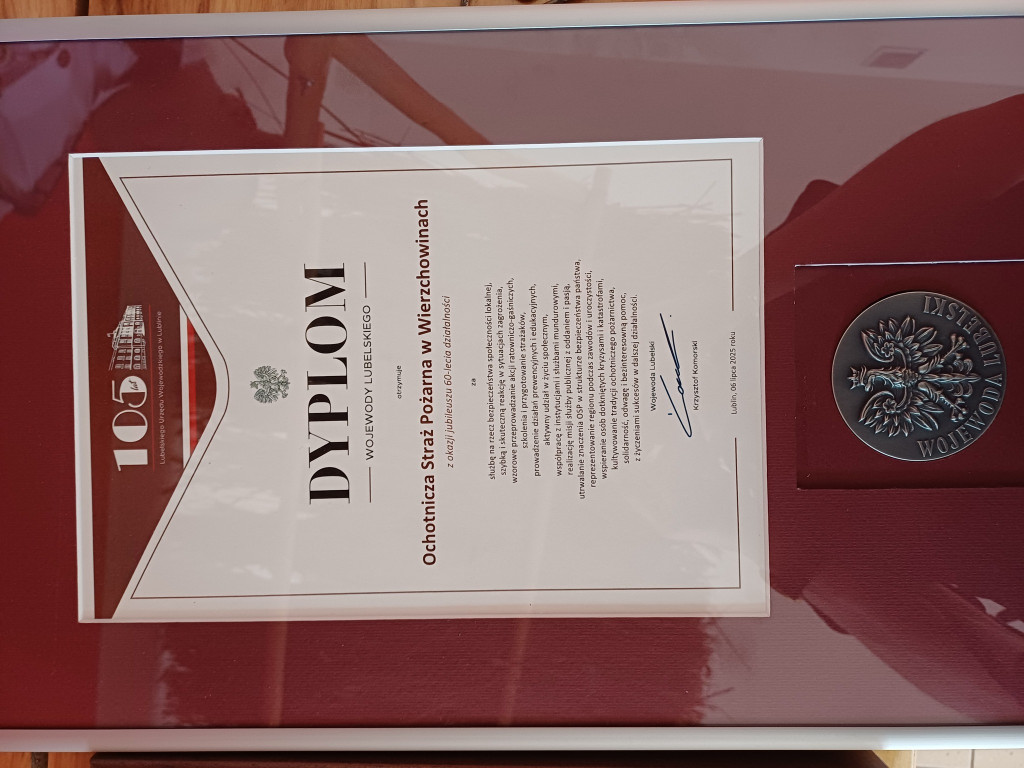 105 lat
Lubelskiego Urzędu Wojewódzkiego w Lublinie
DYPLOM
WOJEWODY LUBELSKIEGO
otrzymuje
Ochotnicza Straż Pożarna w Wierzchowinach
z okazji jubileuszu 60-lecia działalności
za
służbę na rzecz bezpieczeństwa społeczności lokalnej,
szybką i skuteczną reakcję w sytuacjach zagrożenia,
wzorowe przeprowadzanie akcji ratowniczo-gaśniczych,
szkolenia i przygotowanie strażaków,
prowadzenie działań prewencyjnych i edukacyjnych,
aktywny udział w życiu społecznym,
współpracę z instytucjami i służbami mundurowymi,
realizację misji służby publicznej z oddaniem i pasją,
utrwalanie znaczenia OSP w strukturze bezpieczeństwa państwa,
reprezentowanie regionu podczas zawodów i uroczystości,
wspieranie osób dotkniętych kryzysami i katastrofami,
kultywowanie tradycji ochotniczego pożarnictwa,
solidarność, odwagę i bezinteresowną pomoc,
z życzeniami sukcesów w dalszej działalności.
Wojewoda Lubelski
Krzysztof Komorski
Lublin, 06 lipca 2025 roku
WOJEWODA LUBELSKI